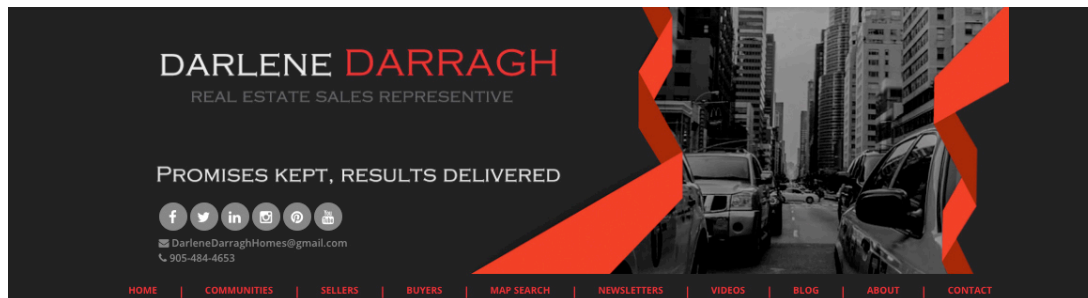 DARLENE DARRAGH
REAL ESTATE SALES REPRESENTIVE
PROMISES KEPT, RESULTS DELIVERED
DarleneDarraghHomes@gmail.com
905-484-4653
HOME | COMMUNITIES | SELLERS | BUYERS | MAP SEARCH | NEWSLETTERS | VIDEOS | BLOG | ABOUT | CONTACT